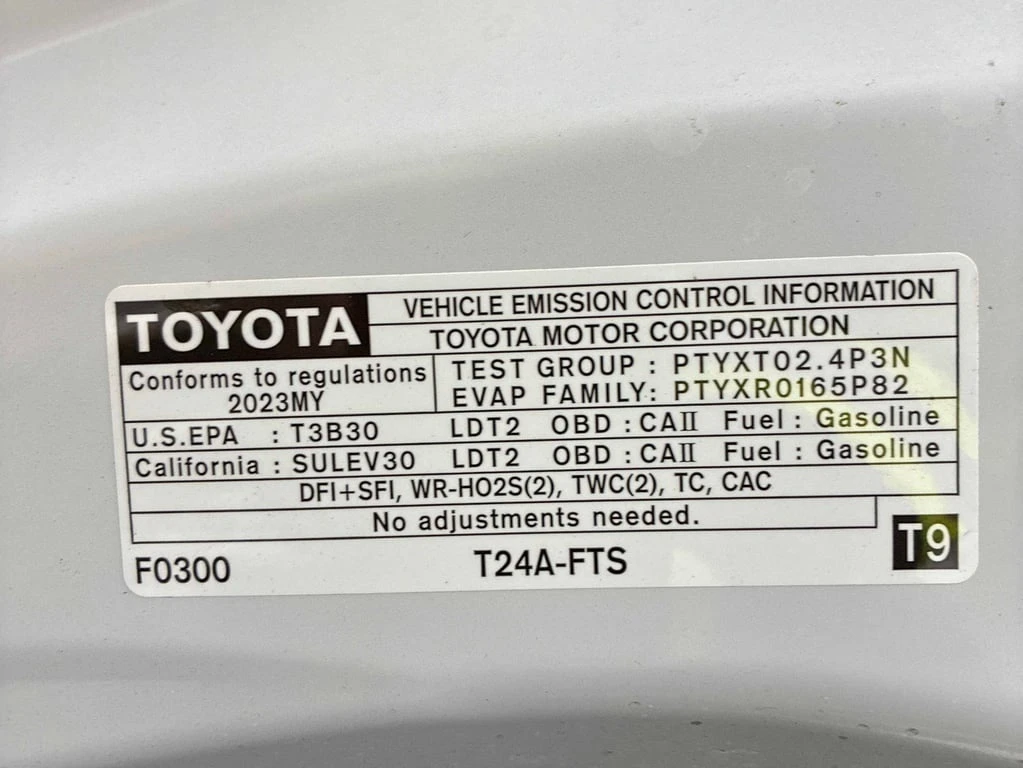 TOYOTA
VEHICLE EMISSION CONTROL INFORMATION
TOYOTA MOTOR CORPORATION
Conforms to regulations
2023MY
TEST GROUP : PTYXT02.4P3N
EVAP FAMILY: PTYXR0165P82
U.S.EPA : T3B30 LDT2 OBD : CAⅡ Fuel : Gasoline
California : SULEV30 LDT2 OBD : CAⅡ Fuel : Gasoline
DFI+SFI, WR-HO2S(2), TWC(2), TC, CAC
No adjustments needed.
F0300 T24A-FTS T9